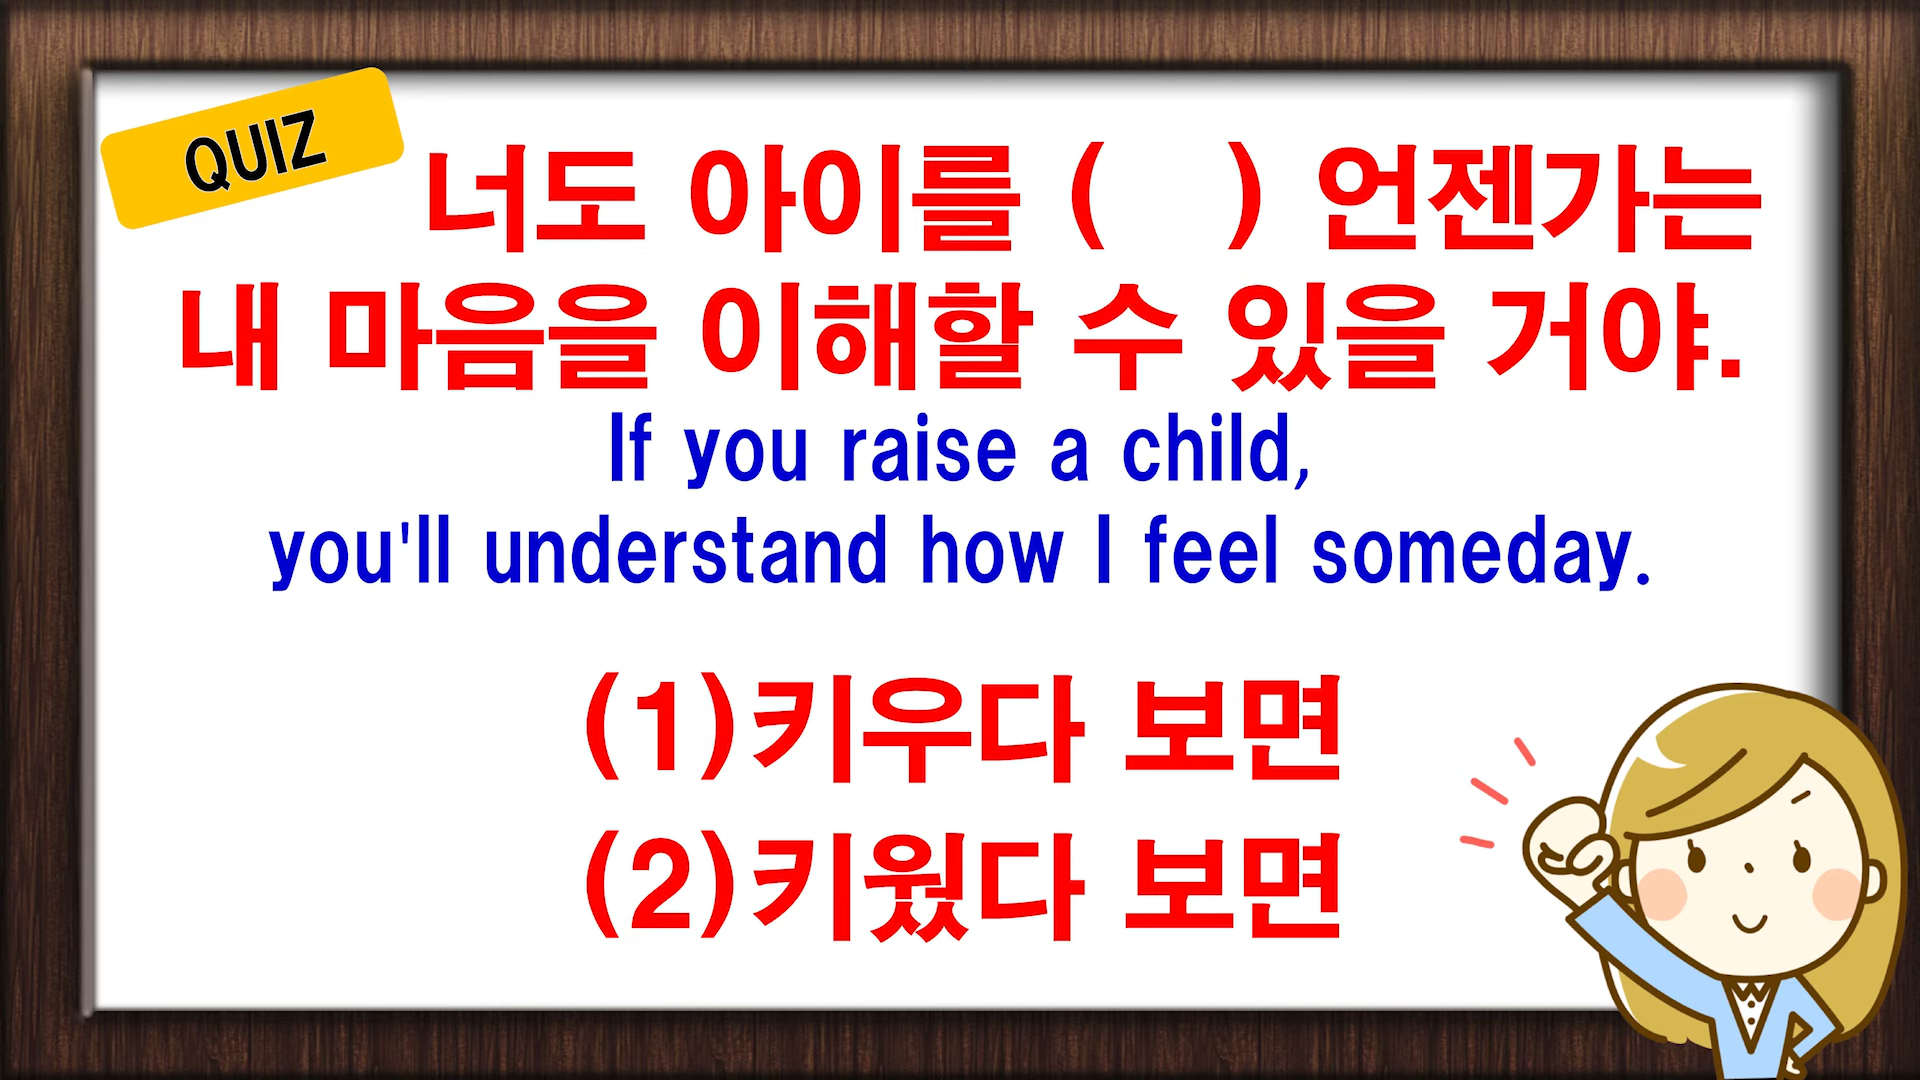 QUIZ
너도 아이를 (   ) 언젠가는
내 마음을 이해할 수 있을 거야.
If you raise a child,
you'll understand how I feel someday.
(1)키우다 보면
(2)키웠다 보면